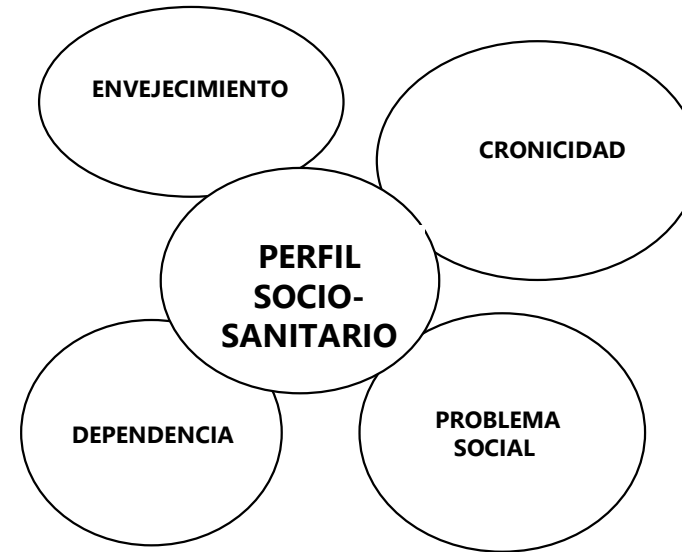 ENVEJECIMIENTO
CRONICIDAD
PERFIL
SOCIO-
SANITARIO
DEPENDENCIA
PROBLEMA
SOCIAL